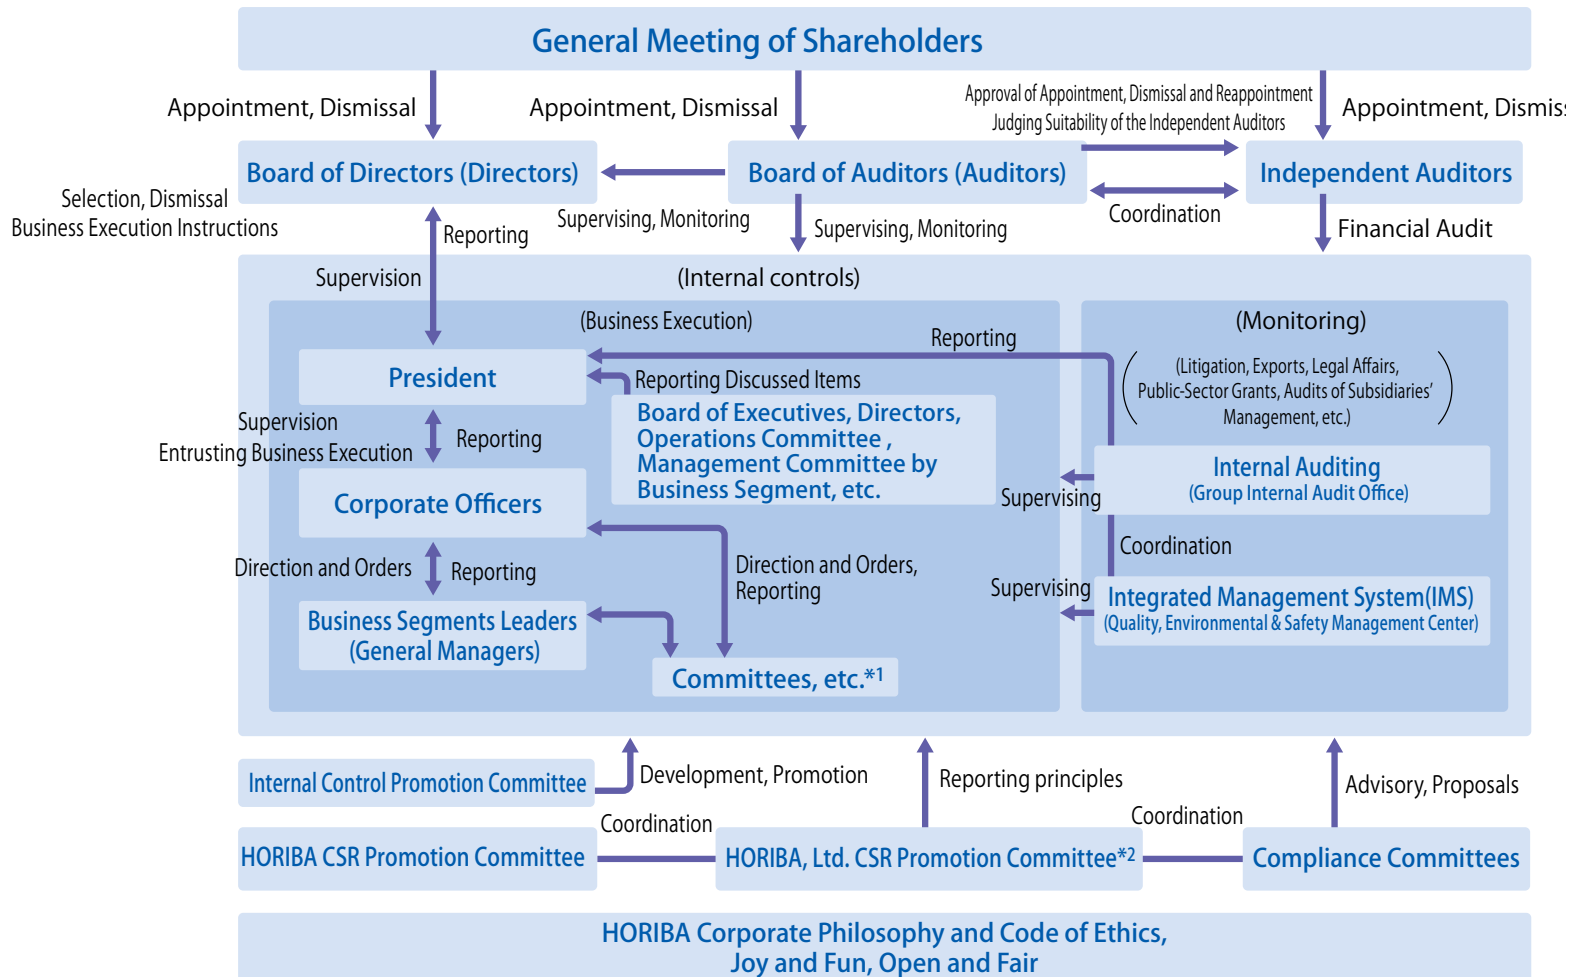 General Meeting of Shareholders
Appointment, Dismissal
Appointment, Dismissal
Approval of Appointment, Dismissal and Reappointment
Judging Suitability of the Independent Auditors
Appointment, Dismis
Board of Directors (Directors)
Board of Auditors (Auditors)
Independent Auditors
Selection, Dismissal
Business Execution Instructions
Reporting
Supervising, Monitoring
Supervising, Monitoring
Coordination
Financial Audit
Supervision
(Internal controls)
(Business Execution)
(Monitoring)
Reporting
(Litigation, Exports, Legal Affairs,
Public-Sector Grants, Audits of Subsidiaries’
Management, etc.)
President
Reporting Discussed Items
Board of Executives, Directors,
Operations Committee ,
Management Committee by
Business Segment, etc.
Supervision
Entrusting Business Execution
Reporting
Internal Auditing
(Group Internal Audit Office)
Supervising
Corporate Officers
Coordination
Direction and Orders
Reporting
Direction and Orders,
Reporting
Supervising
Integrated Management System(IMS)
(Quality, Environmental & Safety Management Center)
Business Segments Leaders
(General Managers)
Committees, etc.*1
Internal Control Promotion Committee
Development, Promotion
Reporting principles
Advisory, Proposals
Coordination
Coordination
HORIBA CSR Promotion Committee
HORIBA, Ltd. CSR Promotion Committee*2
Compliance Committees
HORIBA Corporate Philosophy and Code of Ethics,
Joy and Fun, Open and Fair